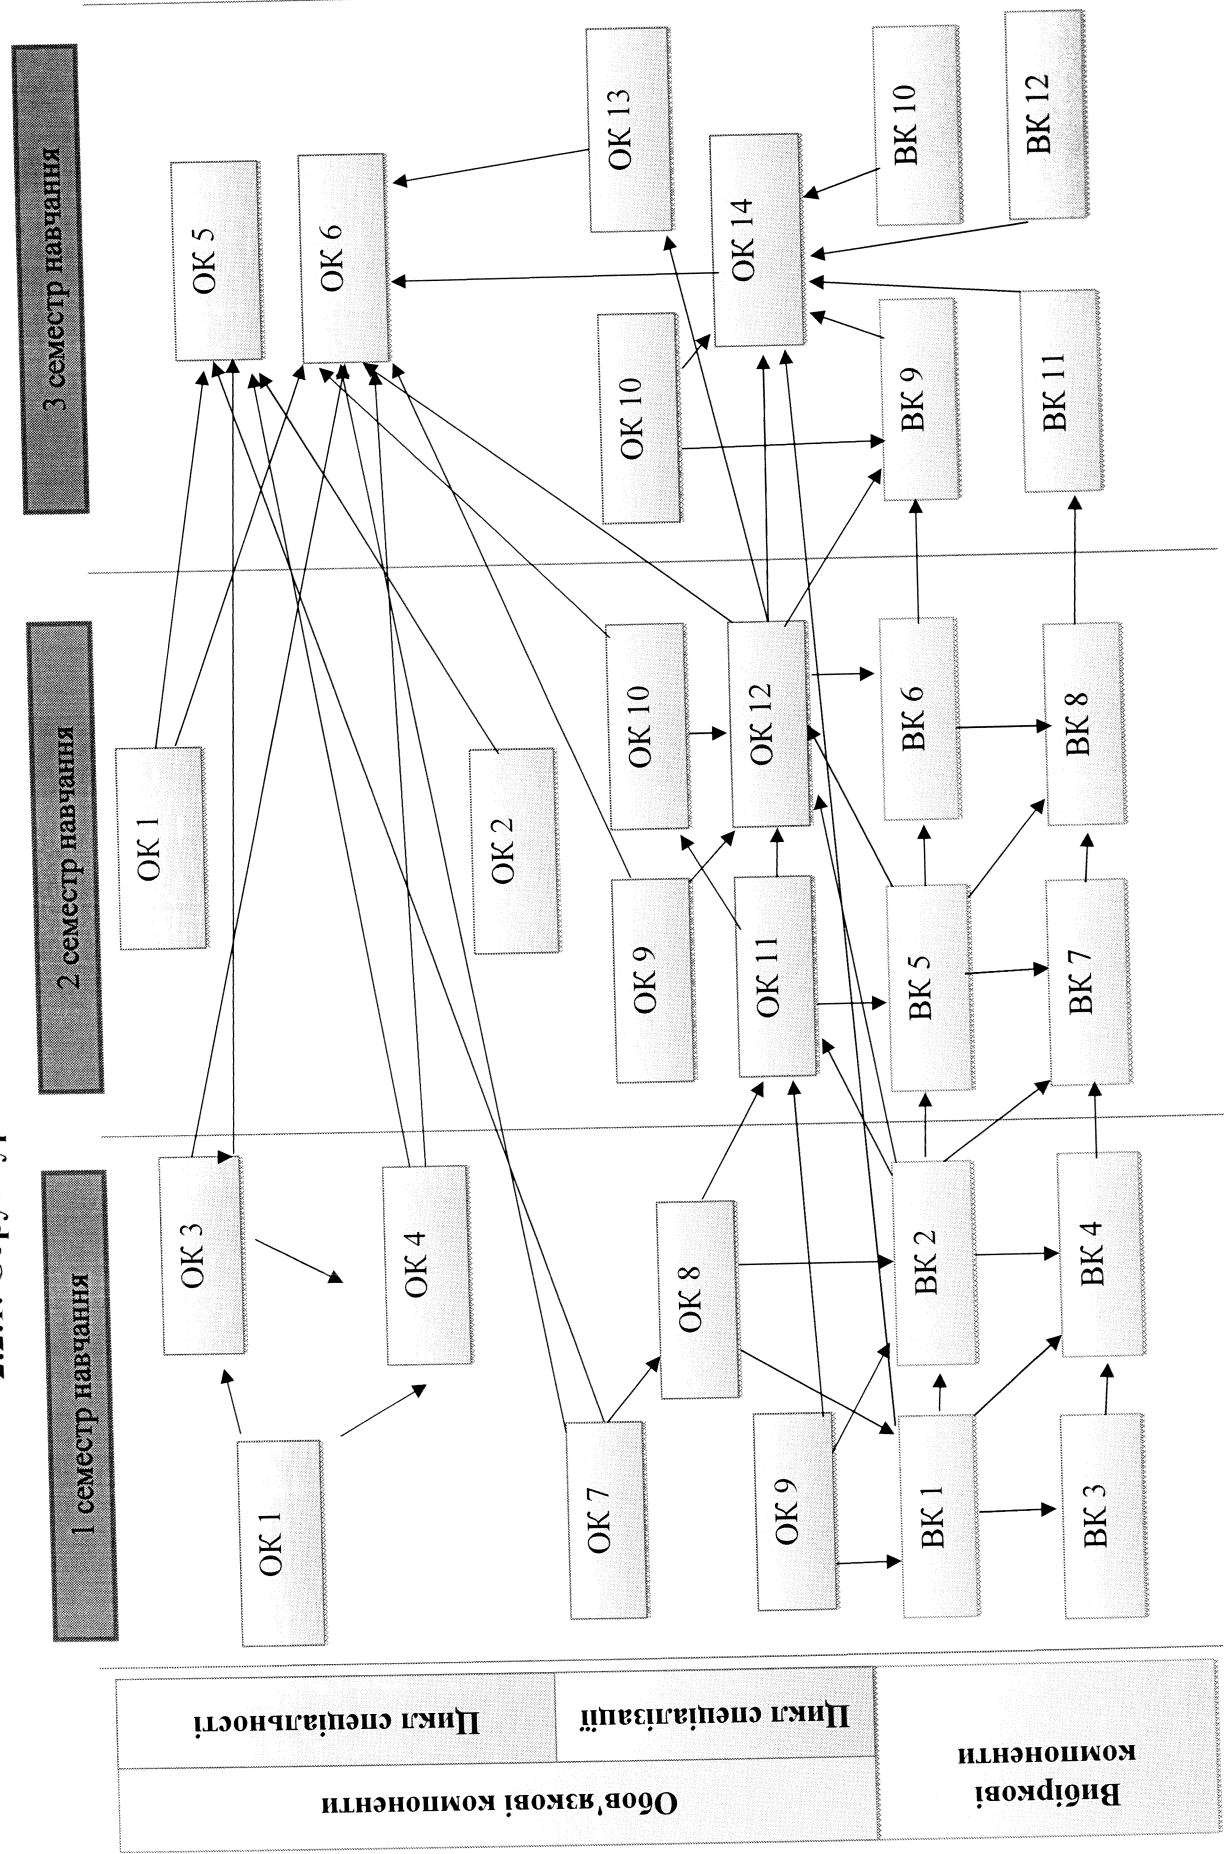 1 семестр навчання
2 семестр навчання
3 семестр навчання
Обов'язкові компоненти
Цикл спеціальності
ОК 1
ОК 3
ОК 4
ОК 1
ОК 2
ОК 5
ОК 6
Цикл спеціалізації
ОК 7
ОК 8
ОК 9
ОК 9
ОК 10
ОК 11
ОК 12
ОК 10
ОК 13
ОК 14
Вибіркові
компоненти
ВК 1
ВК 2
ВК 5
ВК 6
ВК 9
ВК 10
ВК 3
ВК 4
ВК 7
ВК 8
ВК 11
ВК 12